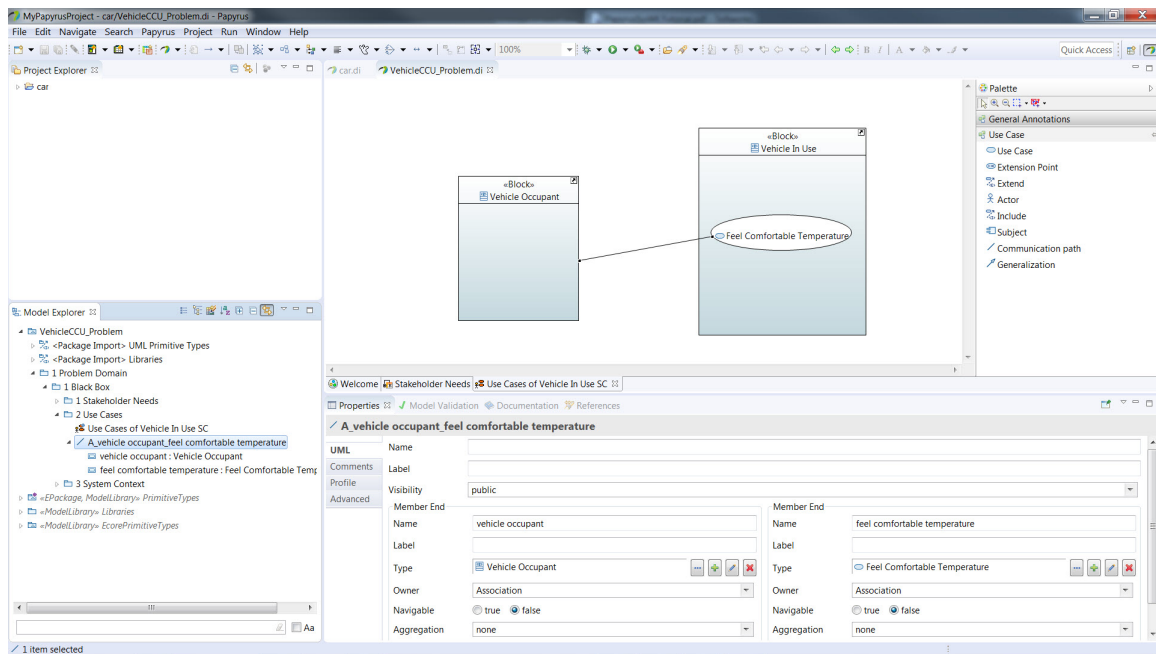 MyPapyrusProject - car/VehicleCCU_Problem.di - Papyrus
File Edit Navigate Search Papyrus Project Run Window Help
100%
B I A
Quick Access
Project Explorer
car
car.di VehicleCCU_Problem.di
«Block»
Vehicle In Use
«Block»
Vehicle Occupant
Feel Comfortable Temperature
Palette
General Annotations
Use Case
Use Case
Extension Point
Extend
Actor
Include
Subject
Communication path
Generalization
Model Explorer
VehicleCCU_Problem
<Package Import> UML Primitive Types
<Package Import> Libraries
1 Problem Domain
1 Black Box
1 Stakeholder Needs
2 Use Cases
Use Cases of Vehicle In Use SC
A_vehicle occupant_feel comfortable temperature
vehicle occupant : Vehicle Occupant
feel comfortable temperature : Feel Comfortable Temp
3 System Context
«EPackage, ModelLibrary» PrimitiveTypes
«ModelLibrary» Libraries
«ModelLibrary» EcorePrimitiveTypes
Aa
Welcome Stakeholder Needs Use Cases of Vehicle In Use SC
Properties Model Validation Documentation References
A_vehicle occupant_feel comfortable temperature
UML
Comments
Profile
Advanced
Name
Label
Visibility public
Member End
Name vehicle occupant
Label
Type Vehicle Occupant
Owner Association
Navigable true false
Aggregation none
Member End
Name feel comfortable temperature
Label
Type Feel Comfortable Temperature
Owner Association
Navigable true false
Aggregation none
1 item selected